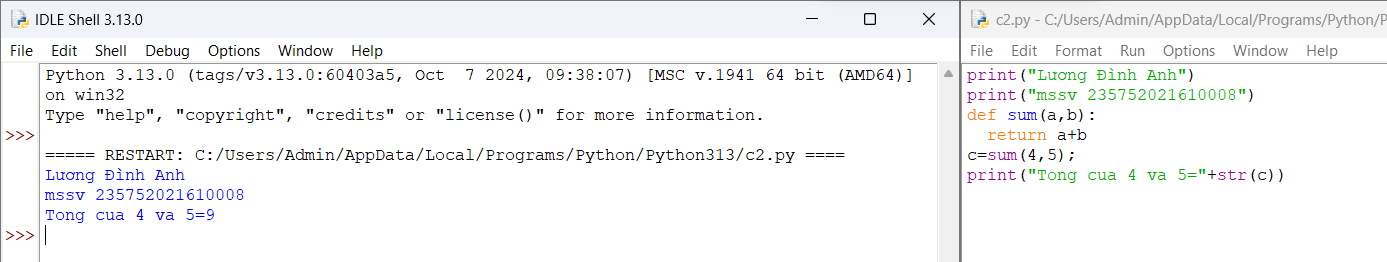 IDLE Shell 3.13.0
File Edit Shell Debug Options Window Help
Python 3.13.0 (tags/v3.13.0:60403a5, Oct  7 2024, 09:38:07) [MSC v.1941 64 bit (AMD64)]
on win32
Type "help", "copyright", "credits" or "license()" for more information.
>>>
===== RESTART: C:/Users/Admin/AppData/Local/Programs/Python/Python313/c2.py ====
Lương Đình Anh
mssv 235752021610008
Tong cua 4 va 5=9
>>>
c2.py - C:/Users/Admin/AppData/Local/Programs/Python/P
File Edit Format Run Options Window Help
print("Lương Đình Anh")
print("mssv 235752021610008")
def sum(a,b):
  return a+b
c=sum(4,5);
print("Tong cua 4 va 5="+str(c))